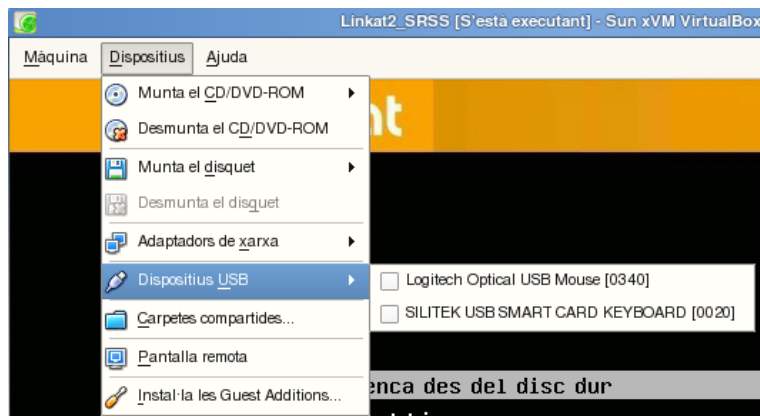 Linkat2_SRSS [S'està executant] - Sun xVM VirtualBox
Màquina Dispositius Ajuda
Munta el CD/DVD-ROM
nt
Desmunta el CD/DVD-ROM
Munta el disquet
Desmunta el disquet
Adaptadors de xarxa
Dispositius USB
Logitech Optical USB Mouse [0340]
SILITEK USB SMART CARD KEYBOARD [0020]
Carpetes compartides...
Pantalla remota
Instal·la les Guest Additions...
enca des del disc dur